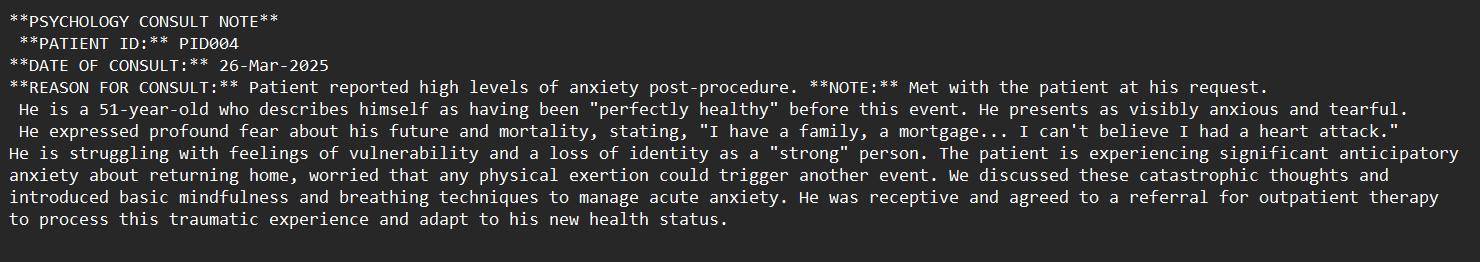 **PSYCHOLOGY CONSULT NOTE**
**PATIENT ID:** PID004
**DATE OF CONSULT:** 26-Mar-2025
**REASON FOR CONSULT:** Patient reported high levels of anxiety post-procedure. **NOTE:** Met with the patient at his request.
He is a 51-year-old who describes himself as having been "perfectly healthy" before this event. He presents as visibly anxious and tearful.
He expressed profound fear about his future and mortality, stating, "I have a family, a mortgage... I can't believe I had a heart attack."
He is struggling with feelings of vulnerability and a loss of identity as a "strong" person. The patient is experiencing significant anticipatory
anxiety about returning home, worried that any physical exertion could trigger another event. We discussed these catastrophic thoughts and
introduced basic mindfulness and breathing techniques to manage acute anxiety. He was receptive and agreed to a referral for outpatient therapy
to process this traumatic experience and adapt to his new health status.